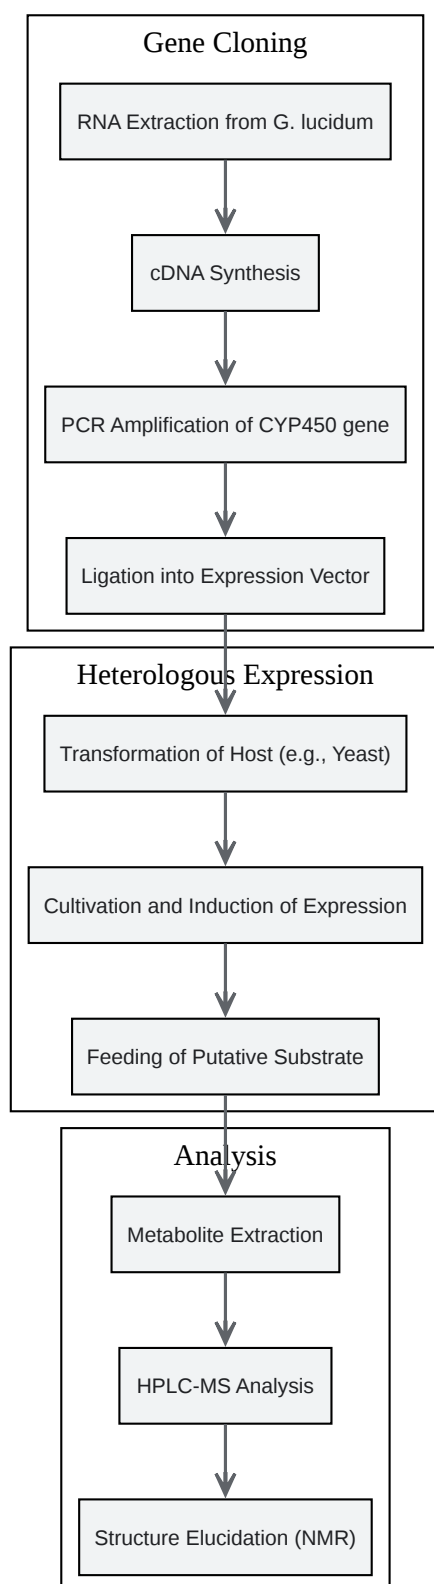 Gene Cloning
RNA Extraction from G. lucidum
cDNA Synthesis
PCR Amplification of CYP450 gene
Ligation into Expression Vector
Heterologous Expression
Transformation of Host (e.g., Yeast)
Cultivation and Induction of Expression
Feeding of Putative Substrate
Analysis
Metabolite Extraction
HPLC-MS Analysis
Structure Elucidation (NMR)